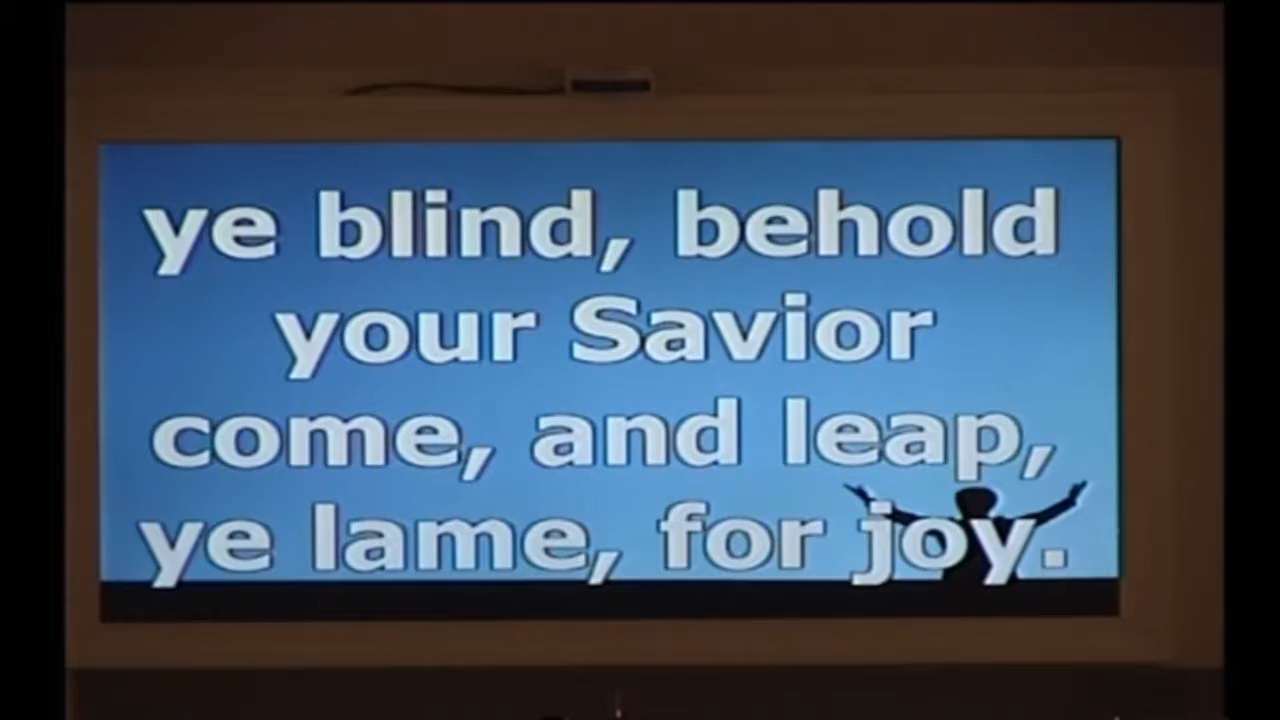 ye blind, behold
your Savior
come, and leap,
ye lame, for joy.